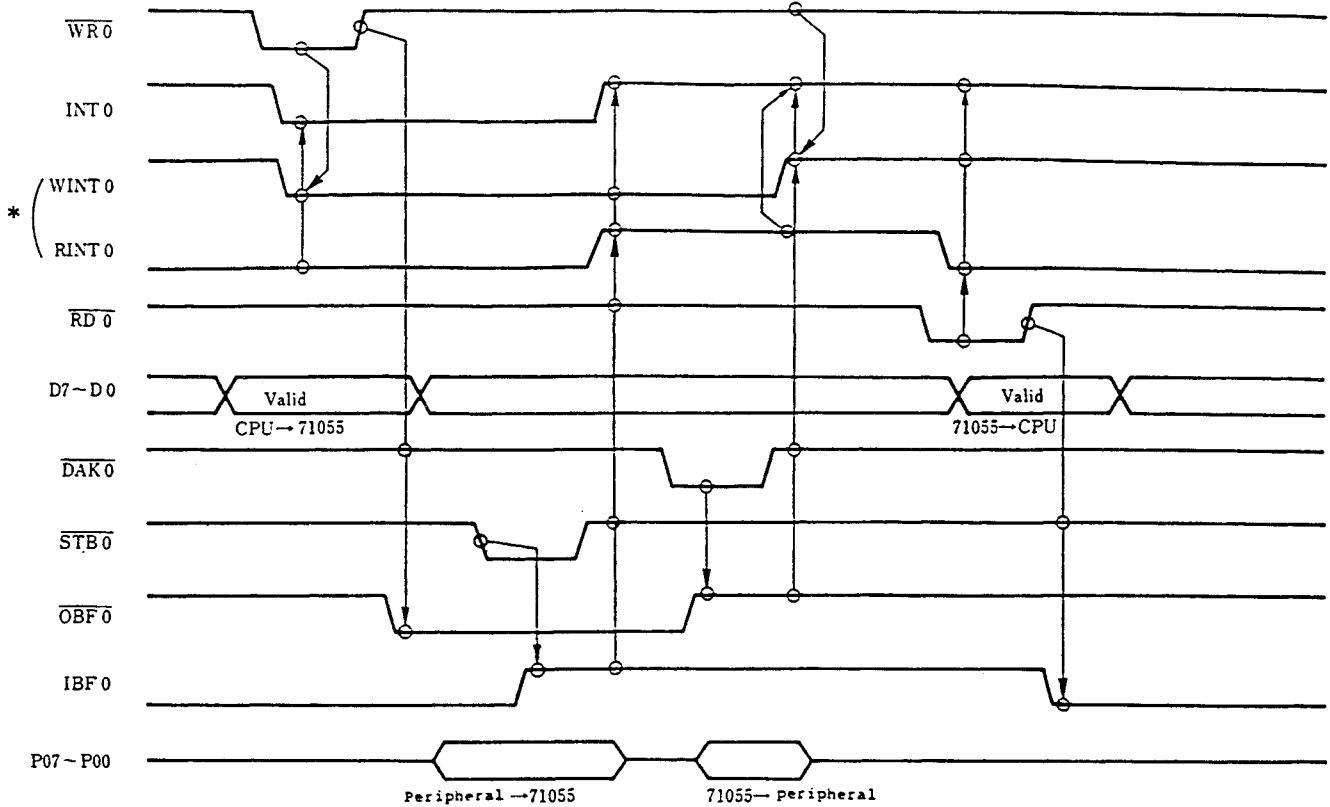 WR0
INT0
WINT0
*
RINT0
RD0
D7~D0
Valid
CPU→71055
Valid
71055→CPU
DAK0
STB0
OBF0
IBF0
P07~P00
Peripheral→71055
71055→peripheral